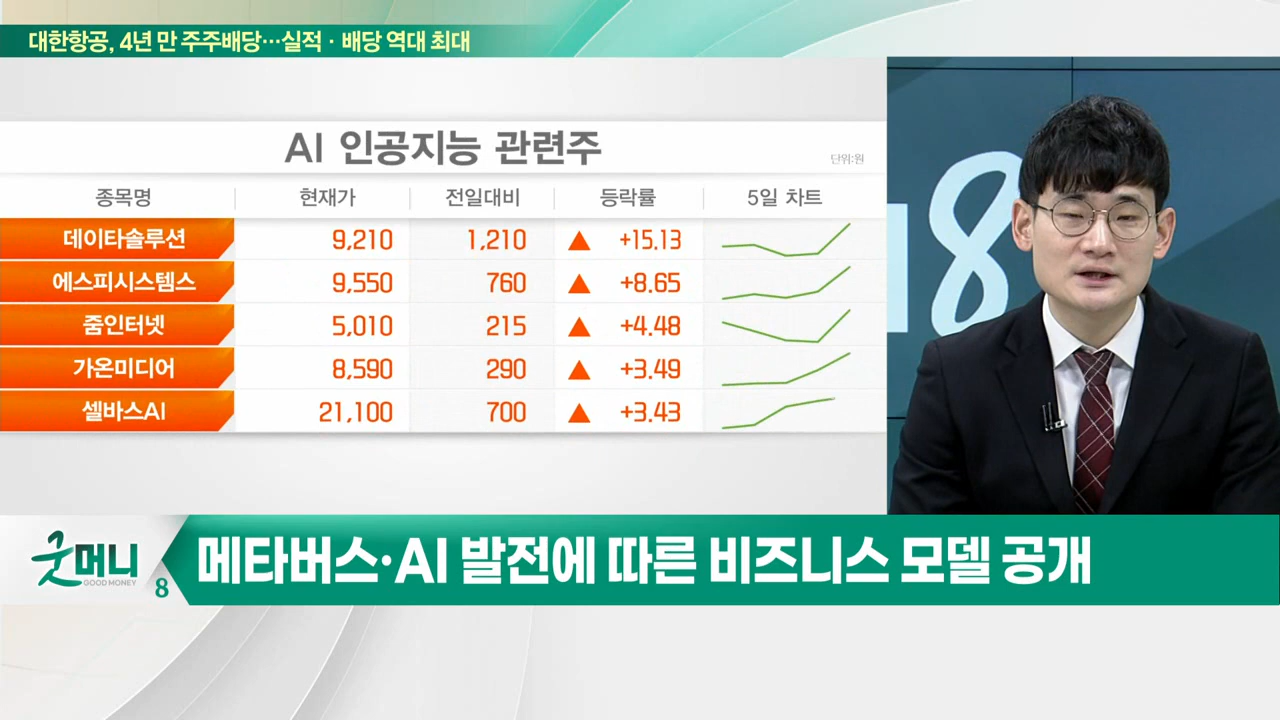 대한항공, 4년 만 주주배당…실적·배당 역대 최대
AI 인공지능 관련주
단위:원
종목명 현재가 전일대비 등락률 5일 차트
데이타솔루션 9,210 1,210 ▲ +15.13
에스피시스템스 9,550 760 ▲ +8.65
줌인터넷 5,010 215 ▲ +4.48
가온미디어 8,590 290 ▲ +3.49
셀바스AI 21,100 700 ▲ +3.43
8
굿머니
GOOD MONEY
8
메타버스·AI 발전에 따른 비즈니스 모델 공개